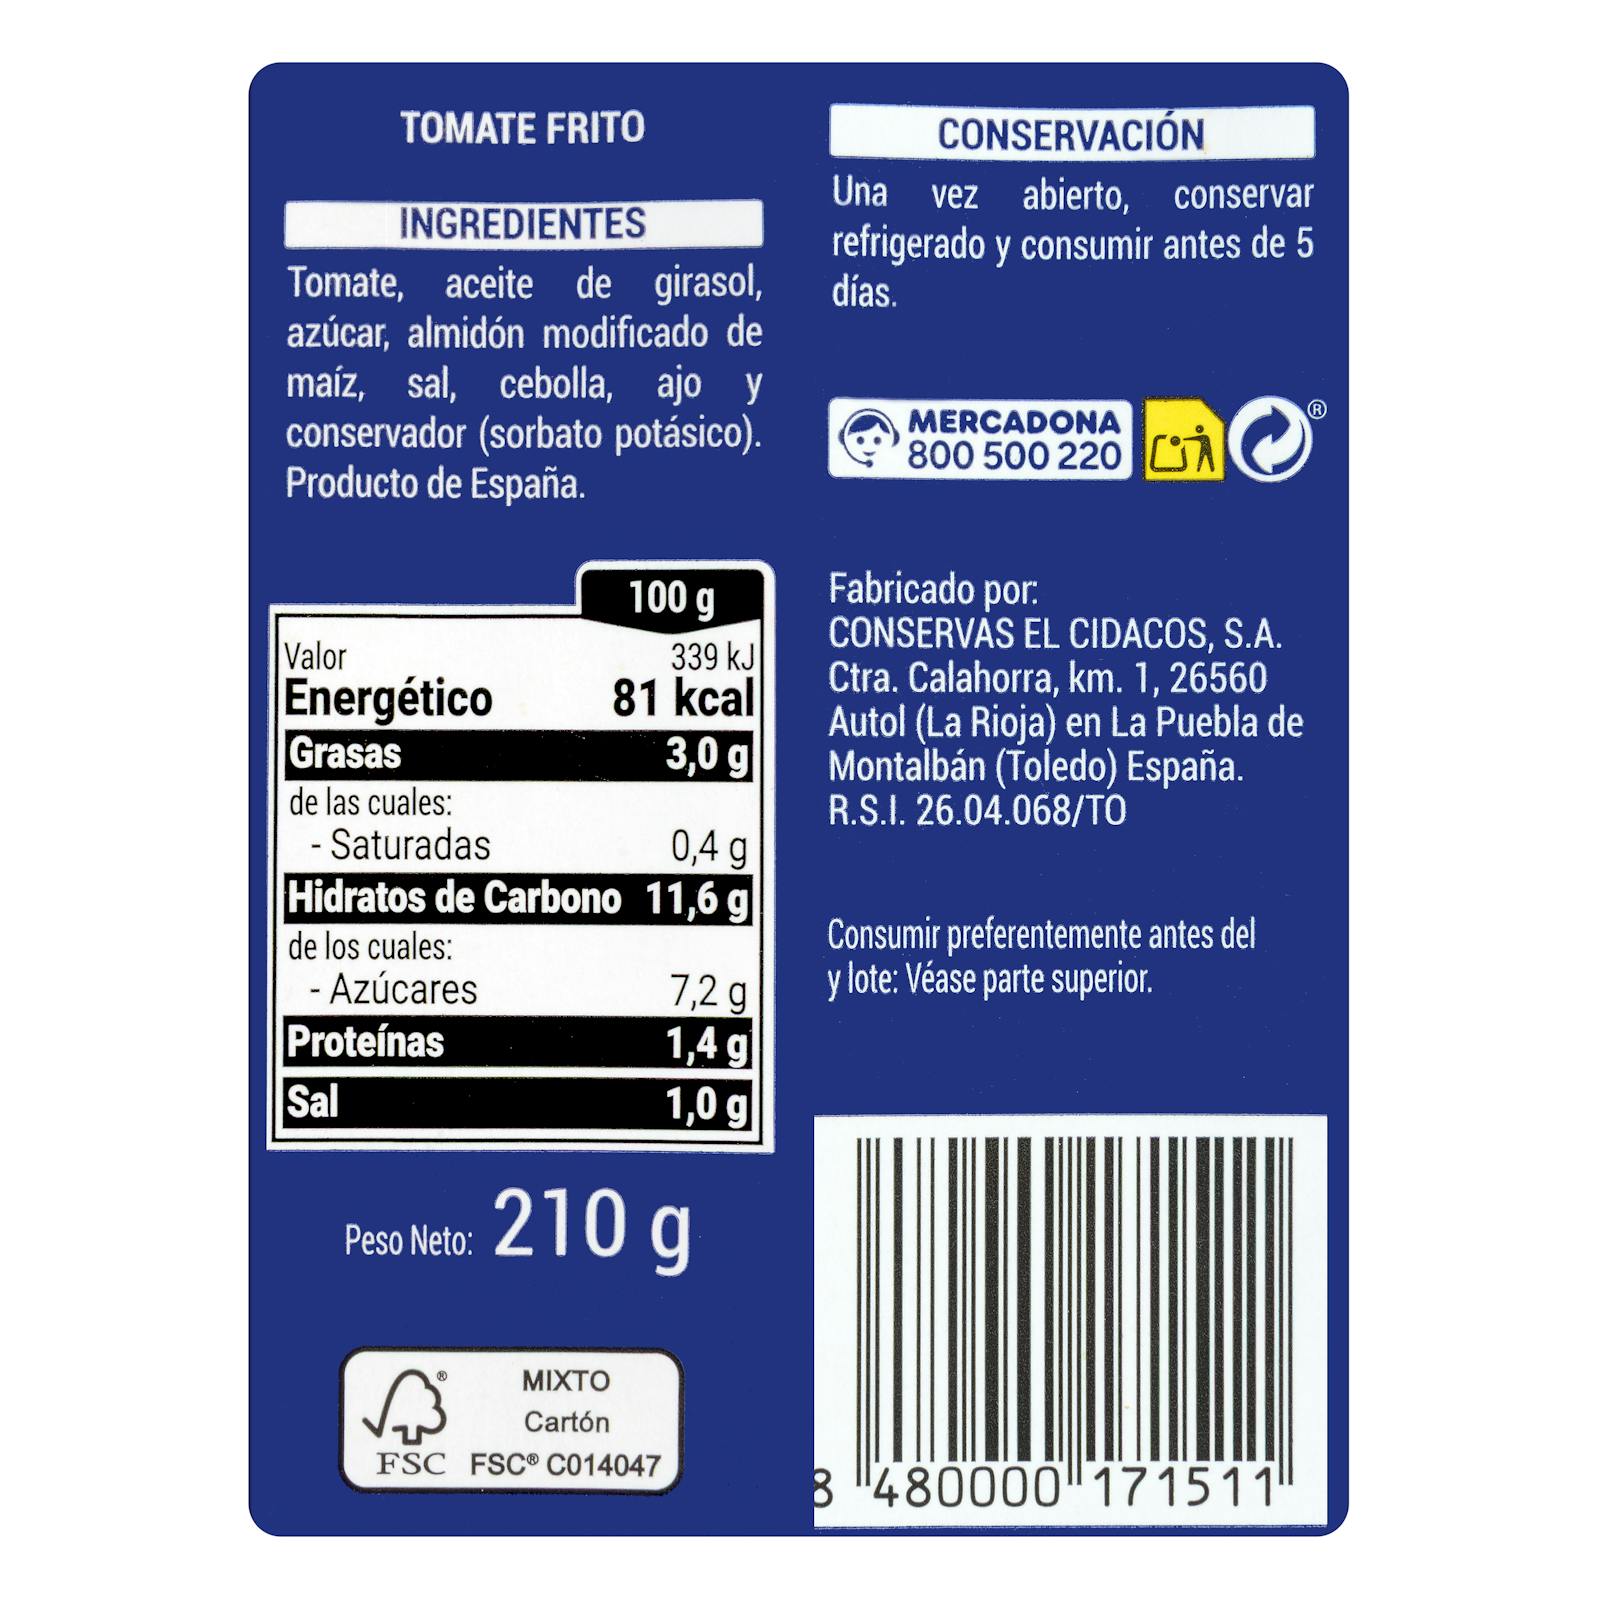 TOMATE FRITO
INGREDIENTES
Tomate, aceite de girasol,
azúcar, almidón modificado de
maíz, sal, cebolla, ajo y
conservador (sorbato potásico).
Producto de España.
100 g
Valor 339 kJ
Energético 81 kcal
Grasas 3,0 g
de las cuales:
- Saturadas 0,4 g
Hidratos de Carbono 11,6 g
de los cuales:
- Azúcares 7,2 g
Proteínas 1,4 g
Sal 1,0 g
Peso Neto: 210 g
MIXTO
Cartón
FSC® C014047
®
FSC
CONSERVACIÓN
Una vez abierto, conservar
refrigerado y consumir antes de 5
días.
MERCADONA
800 500 220
®
Fabricado por:
CONSERVAS EL CIDACOS, S.A.
Ctra. Calahorra, km. 1, 26560
Autol (La Rioja) en La Puebla de
Montalbán (Toledo) España.
R.S.I. 26.04.068/TO
Consumir preferentemente antes del
y lote: Véase parte superior.
8 480000 171511